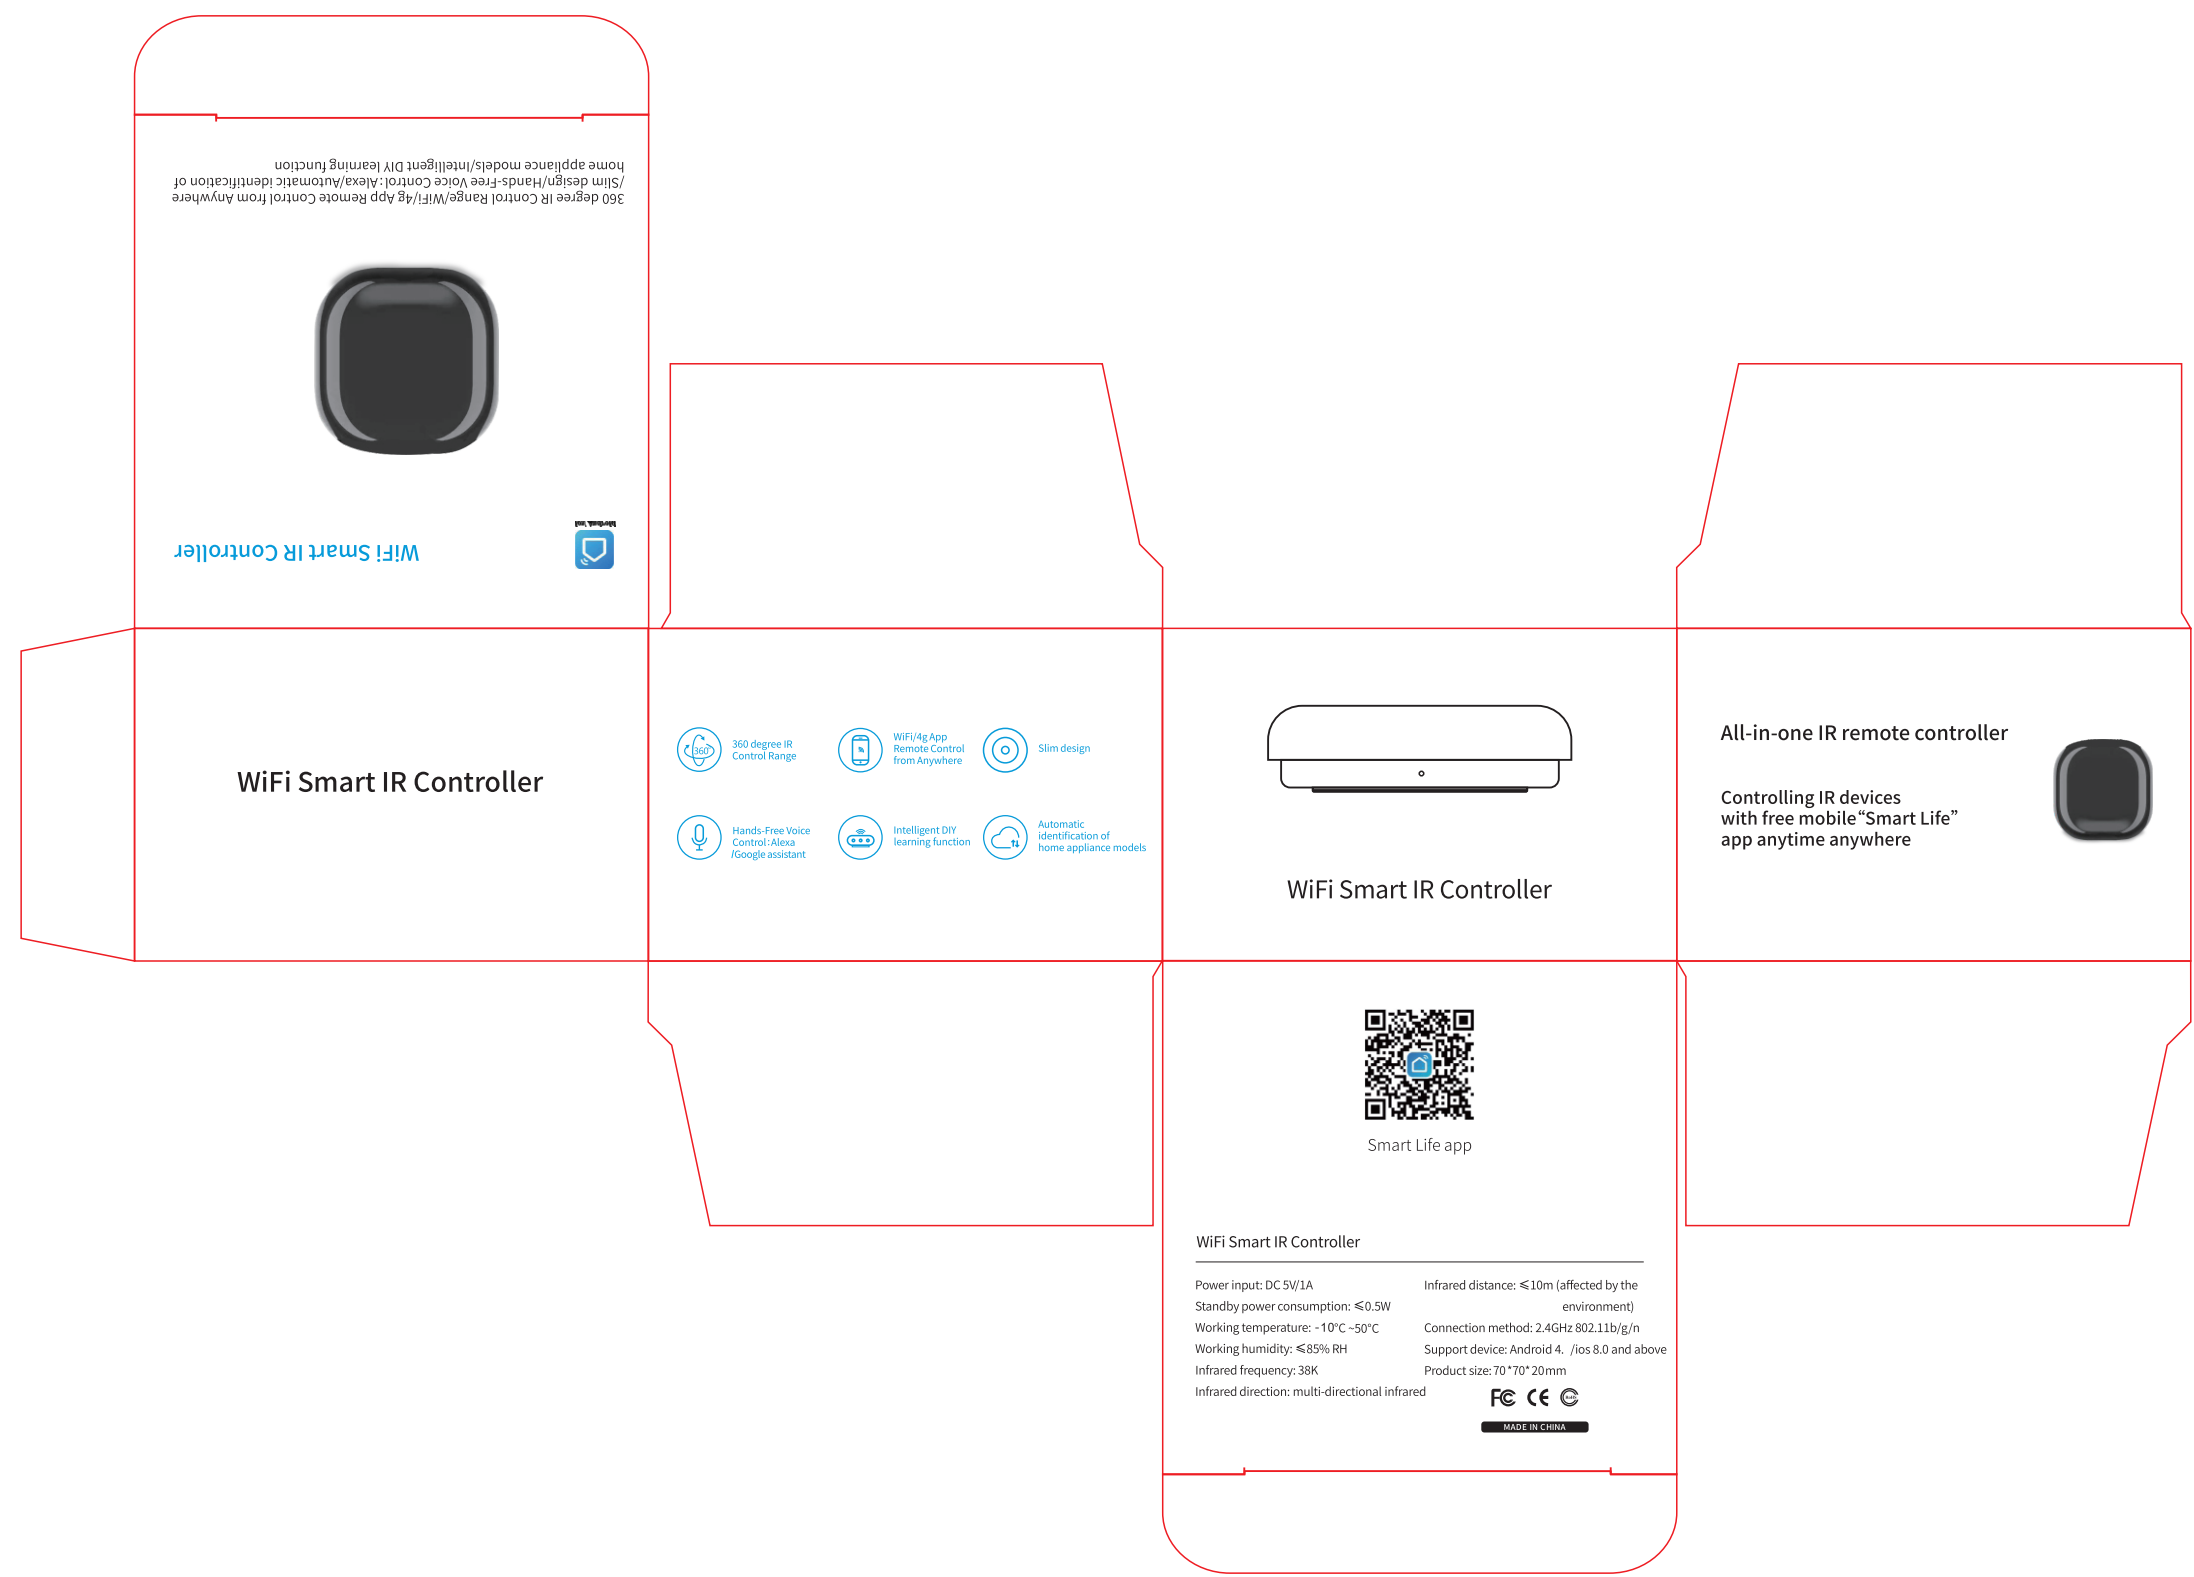 360 degree IR Control Range/WiFi/4g App Remote Control from Anywhere
/Slim design/Hands-Free Voice Control:Alexa/Automatic identification of
home appliance models/Intelligent DIY learning function
WiFi Smart IR Controller
WiFi Smart IR Controller
360°
360 degree IR
Control Range
WiFi/4g App
Remote Control
from Anywhere
Slim design
Hands-Free Voice
Control:Alexa
/Google assistant
Intelligent DIY
learning function
Automatic
identification of
home appliance models
WiFi Smart IR Controller
All-in-one IR remote controller
Controlling IR devices
with free mobile“Smart Life”
app anytime anywhere
Smart Life app
WiFi Smart IR Controller
Power input: DC 5V/1A
Standby power consumption: ≤0.5W
Working temperature: -10℃ ~50℃
Working humidity: ≤85% RH
Infrared frequency: 38K
Infrared direction: multi-directional infrared
Infrared distance: ≤10m (affected by the
environment)
Connection method: 2.4GHz 802.11b/g/n
Support device: Android 4. /ios 8.0 and above
Product size:70*70*20mm
FC CE RoHS
MADE IN CHINA